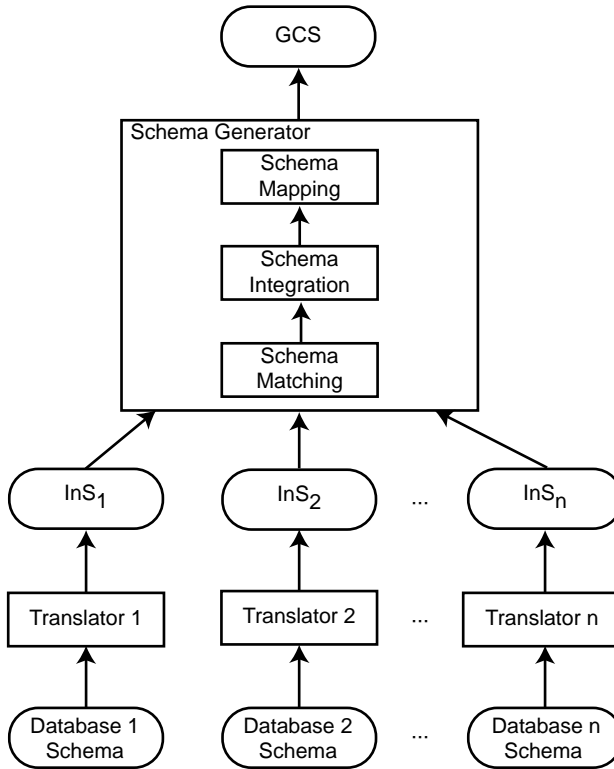 GCS
Schema Generator
Schema
Mapping
Schema
Integration
Schema
Matching
InS1
InS2
...
InSn
Translator 1
Translator 2
...
Translator n
Database 1
Schema
Database 2
Schema
...
Database n
Schema